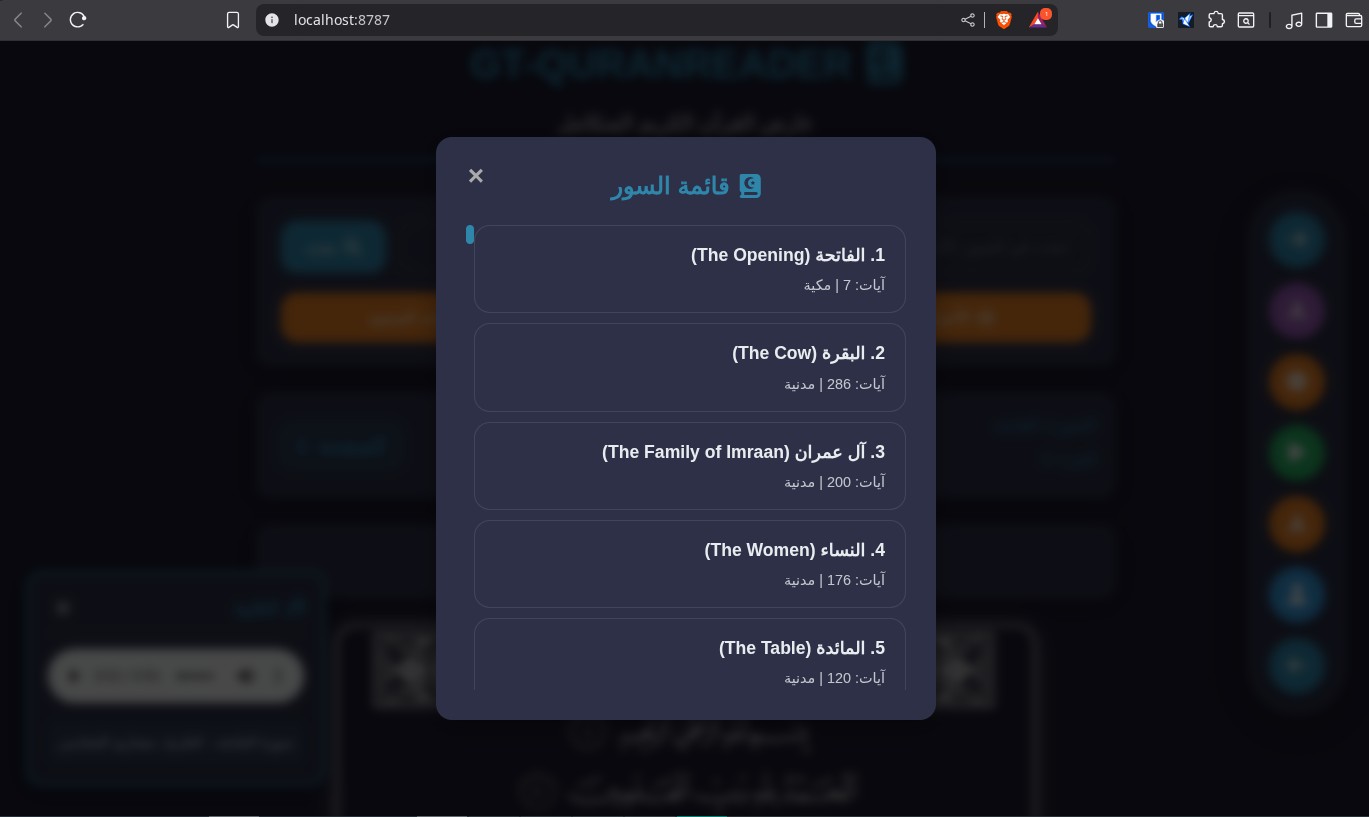 localhost:8787
1
GT-QURANREADER
قائمة السور
×
1. الفاتحة (The Opening)
آيات: 7 | مكية
2. البقرة (The Cow)
آيات: 286 | مدنية
3. آل عمران (The Family of Imraan)
آيات: 200 | مدنية
4. النساء (The Women)
آيات: 176 | مدنية
5. المائدة (The Table)
آيات: 120 | مدنية